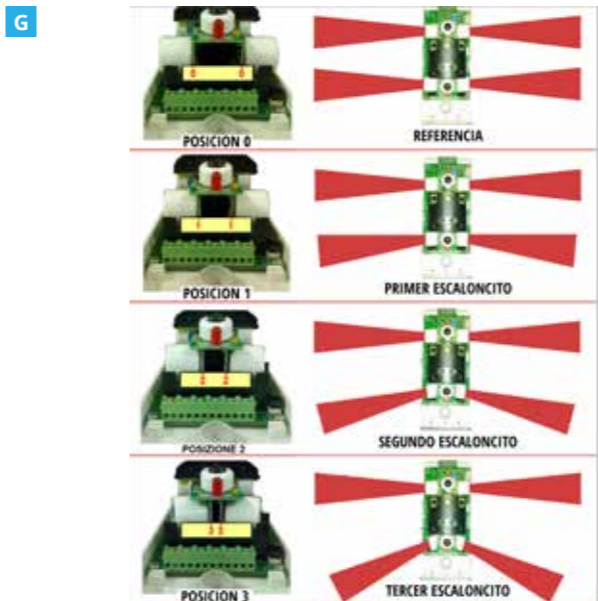 G
0 0
POSICION 0
REFERENCIA
1 1
POSICION 1
PRIMER ESCALONCITO
2 2
POSIZIONE 2
SEGUNDO ESCALONCITO
3 3
POSICION 3
TERCER ESCALONCITO